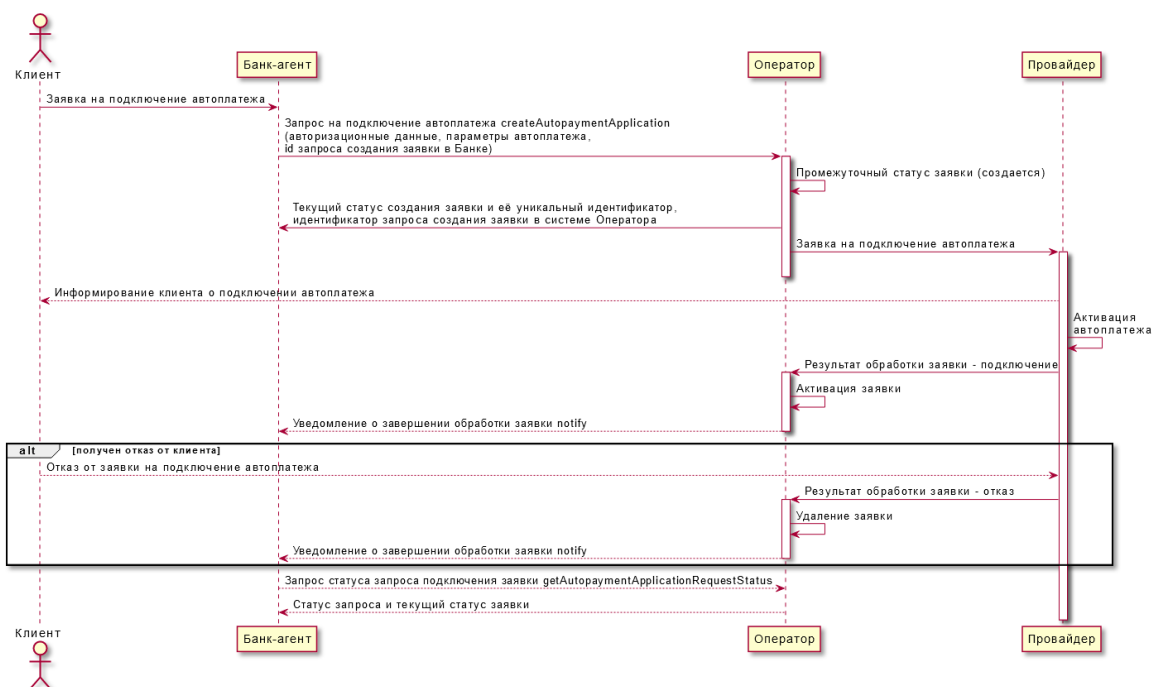 Клиент
Банк-агент
Оператор
Провайдер
Заявка на подключение автоплатежа
Запрос на подключение автоплатежа createAutopaymentApplication
(авторизационные данные, параметры автоплатежа,
id запроса создания заявки в Банке)
Промежуточный статус заявки (создается)
Текущий статус создания заявки и её уникальный идентификатор,
идентификатор запроса создания заявки в системе Оператора
Заявка на подключение автоплатежа
Информирование клиента о подключении автоплатежа
Активация
автоплатежа
Результат обработки заявки - подключение
Активация заявки
Уведомление о завершении обработки заявки notify
alt [получен отказ от клиента]
Отказ от заявки на подключение автоплатежа
Результат обработки заявки - отказ
Удаление заявки
Уведомление о завершении обработки заявки notify
Запрос статуса запроса подключения заявки getAutopaymentApplicationRequestStatus
Статус запроса и текущий статус заявки
Клиент
Банк-агент
Оператор
Провайдер